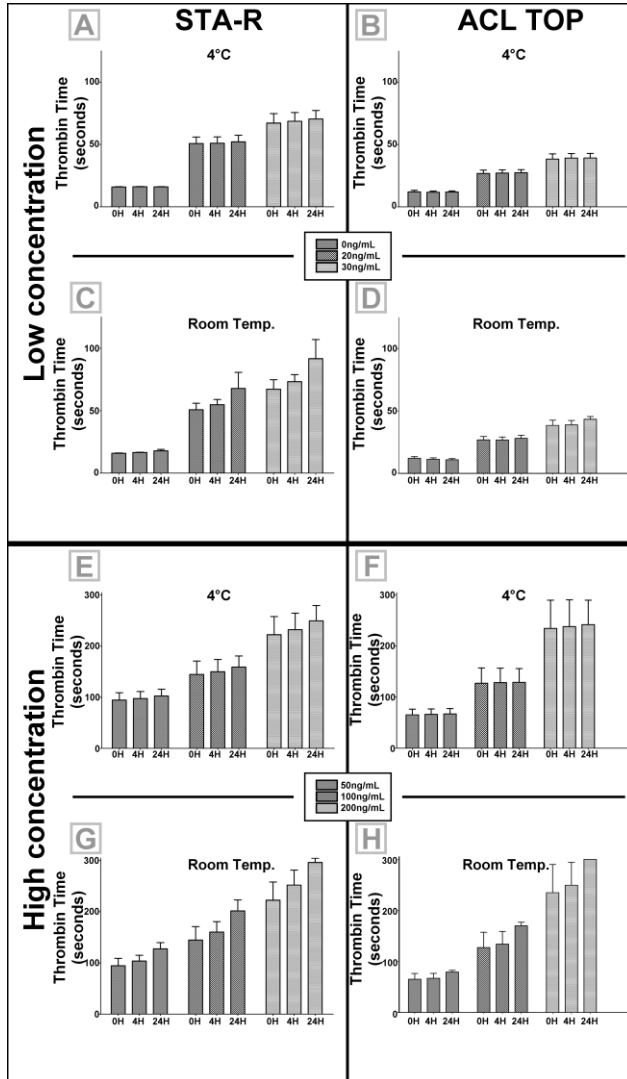 STA-R
ACL TOP
Low concentration
A
4°C
Thrombin Time
(seconds)
100
50
0
0H 4H 24H 0H 4H 24H 0H 4H 24H
B
4°C
Thrombin Time
(seconds)
100
50
0
0H 4H 24H 0H 4H 24H 0H 4H 24H
0ng/mL
20ng/mL
30ng/mL
C
Room Temp.
Thrombin Time
(seconds)
100
50
0
0H 4H 24H 0H 4H 24H 0H 4H 24H
D
Room Temp.
Thrombin Time
(seconds)
100
50
0
0H 4H 24H 0H 4H 24H 0H 4H 24H
High concentration
E
4°C
Thrombin Time
(seconds)
300
200
100
0
0H 4H 24H 0H 4H 24H 0H 4H 24H
F
4°C
Thrombin Time
(seconds)
300
200
100
0
0H 4H 24H 0H 4H 24H 0H 4H 24H
50ng/mL
100ng/mL
200ng/mL
G
Room Temp.
Thrombin Time
(seconds)
300
200
100
0
0H 4H 24H 0H 4H 24H 0H 4H 24H
H
Room Temp.
Thrombin Time
(seconds)
300
200
100
0
0H 4H 24H 0H 4H 24H 0H 4H 24H